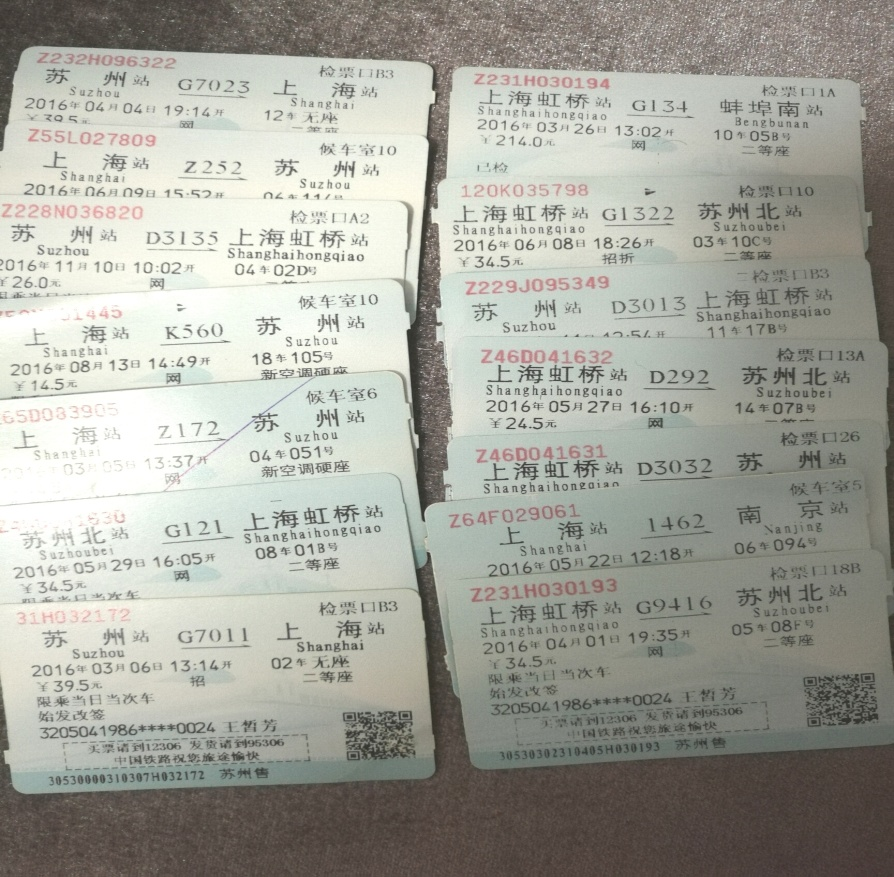 Z232H096322 检票口B3
苏 州站 G7023 上 海站
Suzhou Shanghai
2016年04月04日 19:14开 12车无座
¥39.5元 网 二等座
Z55L027809 候车室10
上 海站 Z252 苏 州站
Shanghai Suzhou
2016年06月09日 15:52开
Z228N036820 检票口A2
苏 州站 D3135 上海虹桥站
Suzhou Shanghaihongqiao
2016年11月10日 10:02开 04车02D号
¥26.0元 网
1445 候车室10
上 海站 K560 苏 州站
Shanghai Suzhou
2016年08月13日 14:49开 18车105号
¥14.5元 网 新空调硬座
65D083905 候车室6
上 海站 Z172 苏 州站
Shanghai Suzhou
2016年03月05日 13:37开 04车051号
网 新空调硬座
苏州北站 G121 上海虹桥站
Suzhoubei Shanghaihongqiao
2016年05月29日 16:05开 08车01B号
¥34.5元 网 二等座
限乘当日当次车
31H032172 检票口B3
苏 州站 G7011 上 海站
Suzhou Shanghai
2016年03月06日 13:14开 02车无座
¥39.5元 招 二等座
限乘当日当次车
始发改签
3205041986****0024 王皙芳
买票请到12306 发货请到95306
中国铁路祝您旅途愉快
30530000310307H032172 苏州售
Z231H030194 检票口1A
上海虹桥站 G134 蚌埠南站
Shanghaihongqiao Bengbunan
2016年03月26日 13:02开 10车05B号
¥214.0元 网 二等座
已检
120K035798 检票口10
上海虹桥站 G1322 苏州北站
Shanghaihongqiao Suzhoubei
2016年06月08日 18:26开 03车10C号
¥34.5元 招折 二等座
Z229J095349 检票口B3
苏 州站 D3013 上海虹桥站
Suzhou Shanghaihongqiao
12:54开 11车17B号
Z46D041632 检票口13A
上海虹桥站 D292 苏州北站
Shanghaihongqiao Suzhoubei
2016年05月27日 16:10开 14车07B号
¥24.5元 网
Z46D041631 检票口26
上海虹桥站 D3032 苏 州站
Shanghaihongqiao
Z64F029061 候车室5
上 海站 1462 南 京站
Shanghai Nanjing
2016年05月22日 12:18开 06车094号
Z231H030193 检票口18B
上海虹桥站 G9416 苏州北站
Shanghaihongqiao Suzhoubei
2016年04月01日 19:35开 05车08F号
¥34.5元 网 二等座
限乘当日当次车
始发改签
3205041986****0024 王皙芳
买票请到12306 发货请到95306
中国铁路祝您旅途愉快
30530302310405H030193 苏州售